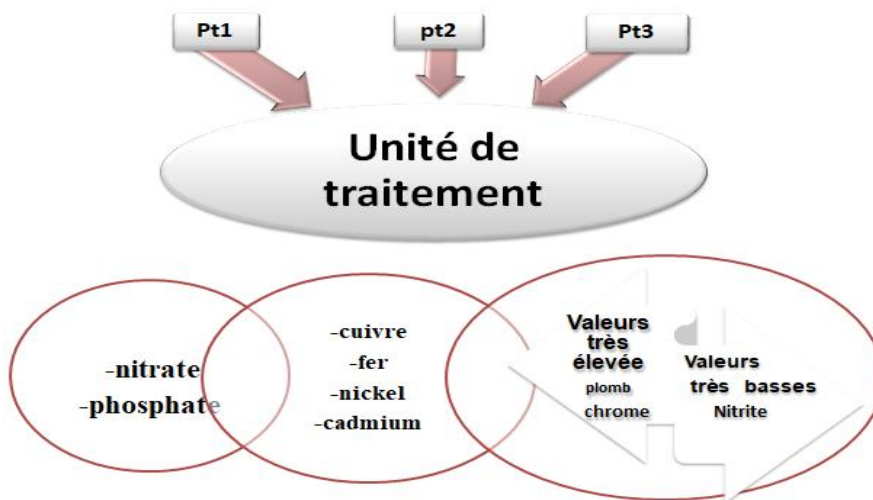 Pt1
pt2
Pt3
Unité de
traitement
-nitrate
-phosphate
-cuivre
-fer
-nickel
-cadmium
Valeurs
très
élevée
plomb
chrome
Valeurs
très basses
Nitrite